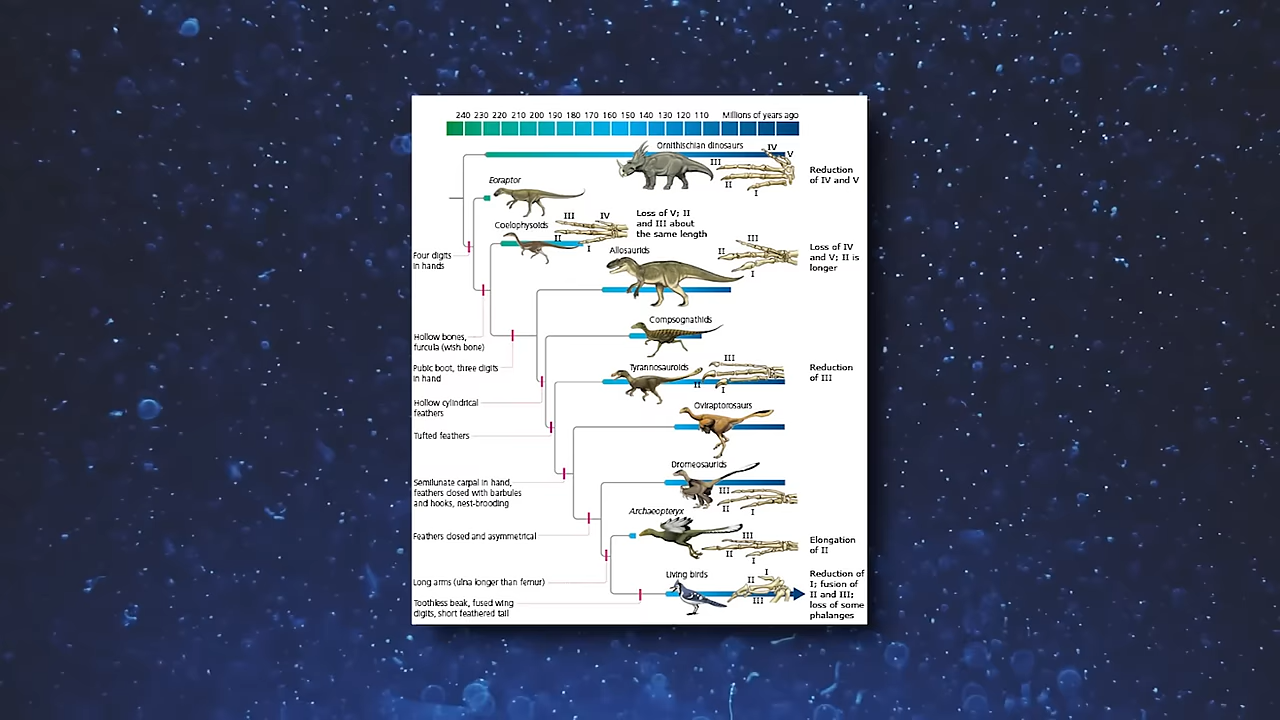 240 230 220 210 200 190 180 170 160 150 140 130 120 110 Millions of years ago
Ornithischian dinosaurs
IV
V
III
II
I
Reduction
of IV and V
Eoraptor
Coelophysoids
III
IV
II
I
Loss of V; II
and III about
the same length
Four digits
in hands
Allosaurids
III
II
I
Loss of IV
and V; II is
longer
Hollow bones,
furcula (wish bone)
Compsognathids
Pubic boot, three digits
in hand
Tyrannosauroids
III
II
I
Reduction
of III
Hollow cylindrical
feathers
Oviraptorosaurs
Tufted feathers
Dromeosaurids
III
II
I
Semilunate carpal in hand,
feathers closed with barbules
and hooks, nest-brooding
Archaeopteryx
III
II
I
Elongation
of II
Feathers closed and asymmetrical
Living birds
I
II
III
Reduction of
I; fusion of
II and III;
loss of some
phalanges
Long arms (ulna longer than femur)
Toothless beak, fused wing
digits, short feathered tail